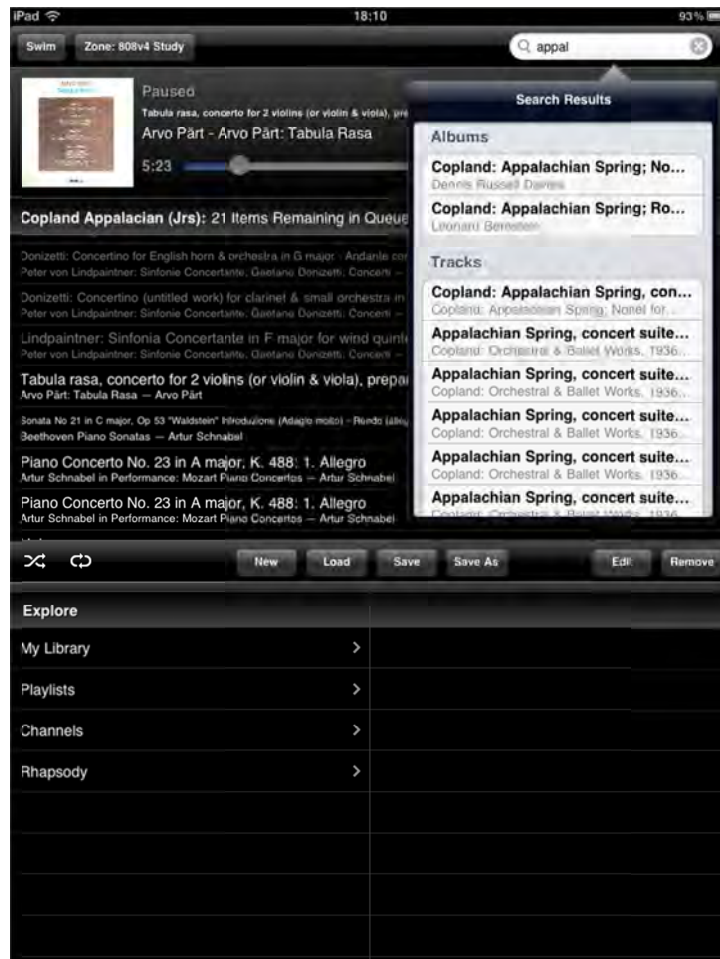 iPad
18:10
93%
Swim
Zone: 808v4 Study
appal
Paused
Tabula rasa, concerto for 2 violins (or violin & viola), pre
Arvo Pärt - Arvo Pärt: Tabula Rasa
5:23
Search Results
Albums
Copland: Appalachian Spring; No...
Dennis Russell Davies
Copland: Appalachian Spring; Ro...
Leonard Bernstein
Tracks
Copland: Appalachian Spring, con...
Copland: Appalachian Spring; Nonet for...
Appalachian Spring, concert suite...
Copland: Orchestral & Ballet Works, 1936...
Appalachian Spring, concert suite...
Copland: Orchestral & Ballet Works, 1936...
Appalachian Spring, concert suite...
Copland: Orchestral & Ballet Works, 1936...
Appalachian Spring, concert suite...
Copland: Orchestral & Ballet Works, 1936...
Appalachian Spring, concert suite...
Copland: Orchestral & Ballet Works, 1936
Copland Appalacian (Jrs): 21 Items Remaining in Queue
Donizetti: Concertino for English horn & orchestra in G major - Andante con
Peter von Lindpaintner: Sinfonie Concertante; Gaetano Donizetti: Concerti –
Donizetti: Concertino (untitled work) for clarinet & small orchestra in
Peter von Lindpaintner: Sinfonie Concertante; Gaetano Donizetti: Concerti –
Lindpaintner: Sinfonia Concertante in F major for wind quint
Peter von Lindpaintner: Sinfonie Concertante; Gaetano Donizetti: Concerti –
Tabula rasa, concerto for 2 violins (or violin & viola), prepar
Arvo Pärt: Tabula Rasa — Arvo Pärt
Sonata No 21 in C major, Op 53 "Waldstein" Introduzione (Adagio molto) - Rondo (alleg
Beethoven Piano Sonatas — Artur Schnabel
Piano Concerto No. 23 in A major, K. 488: 1. Allegro
Artur Schnabel in Performance: Mozart Piano Concertos — Artur Schnabel
Piano Concerto No. 23 in A major, K. 488: 1. Allegro
Artur Schnabel in Performance: Mozart Piano Concertos — Artur Schnabel
New
Load
Save
Save As
Edit
Remove
Explore
My Library
Playlists
Channels
Rhapsody